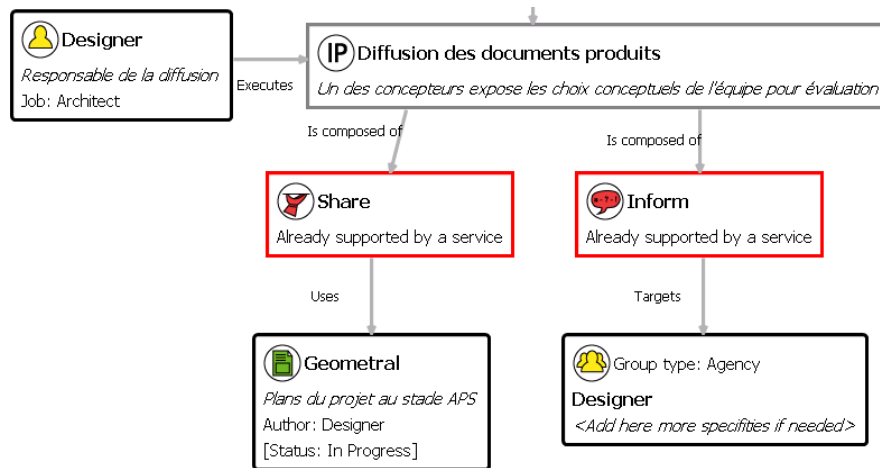 Designer
Responsable de la diffusion
Job: Architect
Executes
IP Diffusion des documents produits
Un des concepteurs expose les choix conceptuels de l'équipe pour évaluation
Is composed of
Is composed of
Share
Already supported by a service
Inform
Already supported by a service
Uses
Targets
Geometral
Plans du projet au stade APS
Author: Designer
[Status: In Progress]
Group type: Agency
Designer
<Add here more specifities if needed>